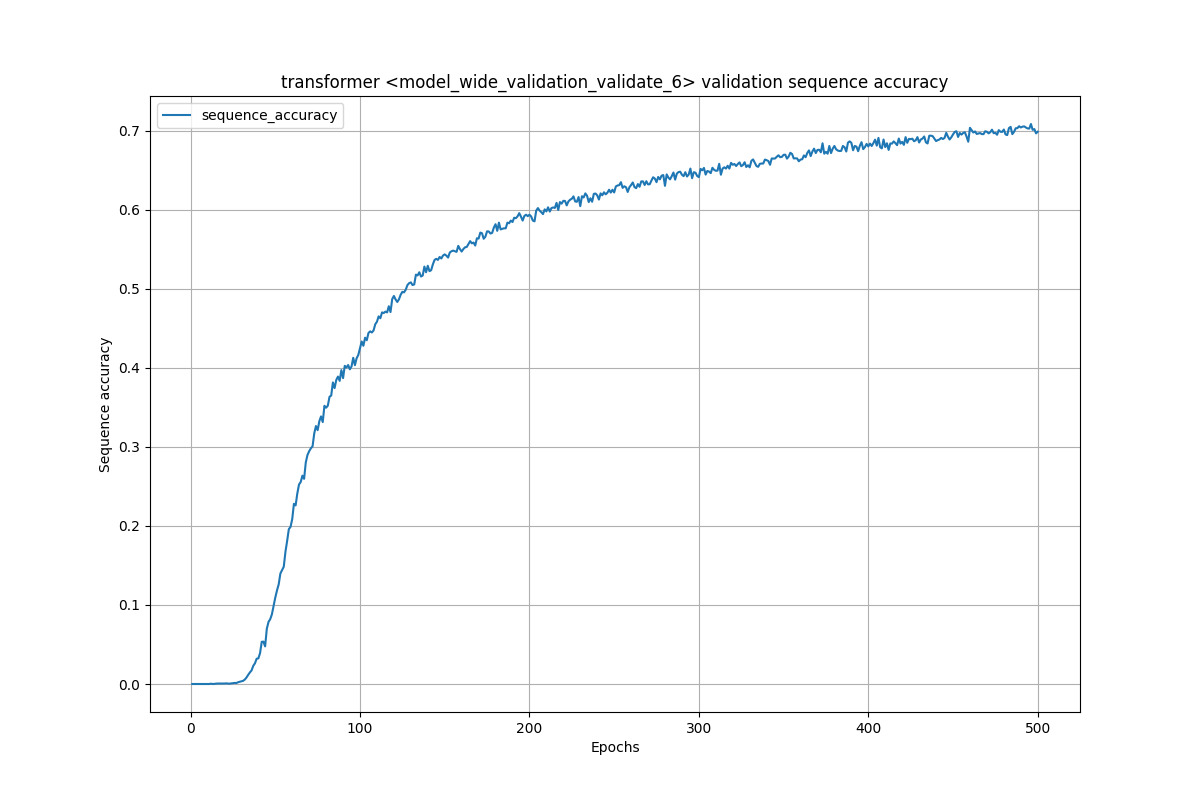 transformer <model_wide_validation_validate_6> validation sequence accuracy
sequence_accuracy
0.7
0.6
0.5
0.4
0.3
0.2
0.1
0.0
Sequence accuracy
0 100 200 300 400 500
Epochs